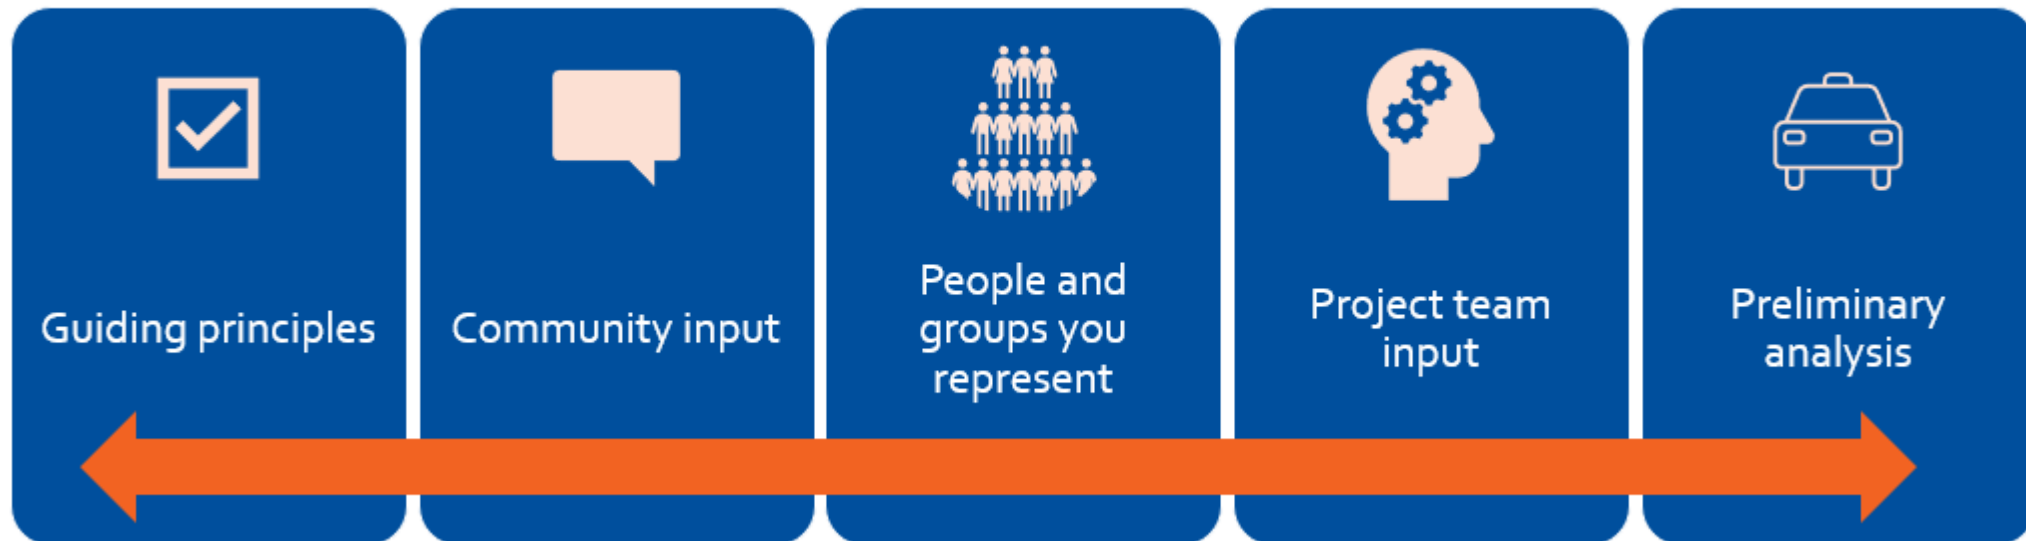 Guiding principles
Community input
People and
groups you
represent
Project team
input
Preliminary
analysis